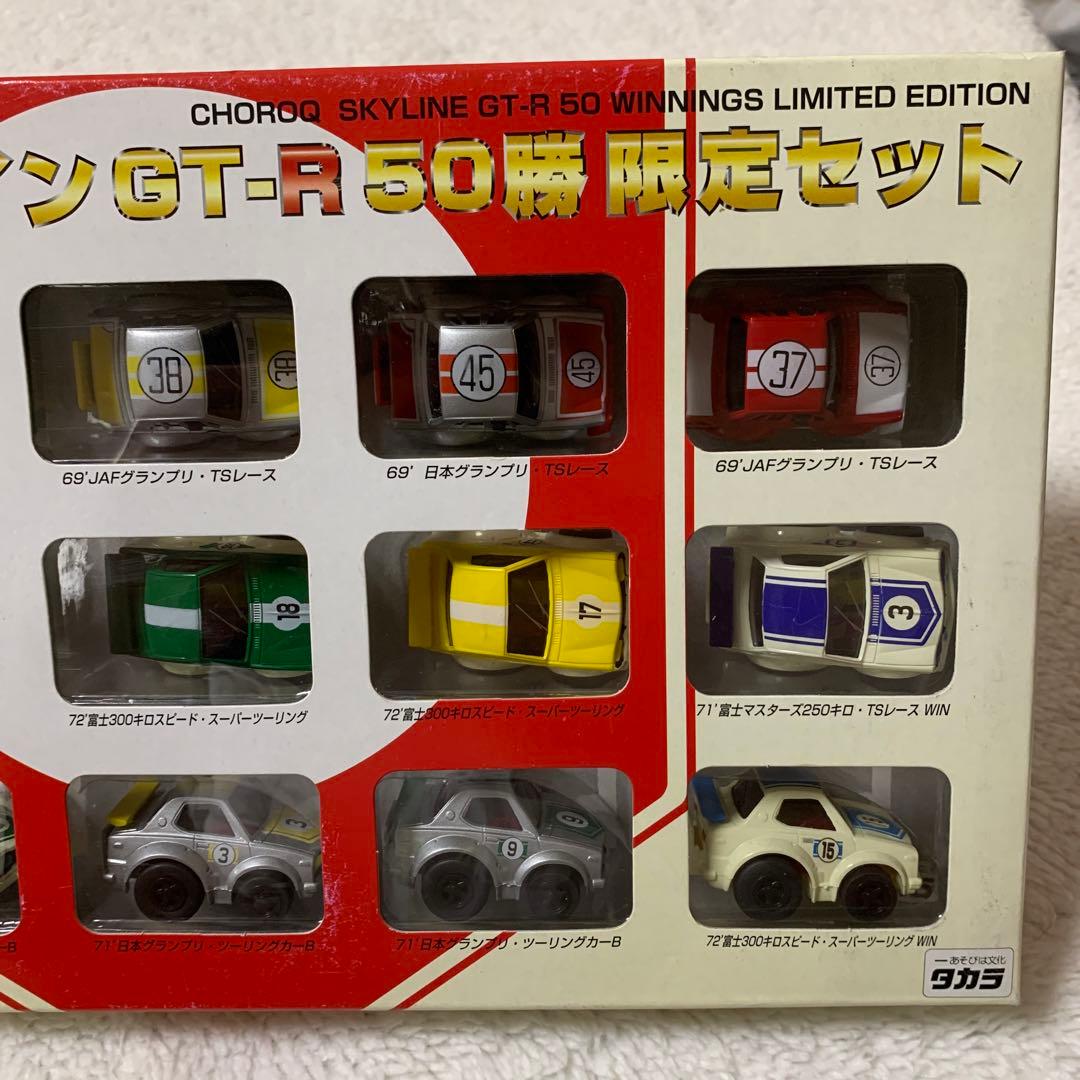 CHOROQ SKYLINE GT-R 50 WINNINGS LIMITED EDITION
イン GT-R 50勝 限定セット
38
38
45
45
37
37
69'JAFグランプリ・TSレース
69' 日本グランプリ・TSレース
69'JAFグランプリ・TSレース
18
17
3
72'富士300キロスピード・スーパーツーリング
72'富士300キロスピード・スーパーツーリング
71'富士マスターズ250キロ・TSレース WIN
3
3
9
9
15
ーB
71'日本グランプリ・ツーリングカーB
71'日本グランプリ・ツーリングカーB
72'富士300キロスピード・スーパーツーリング WIN
あそびは文化
タカラ